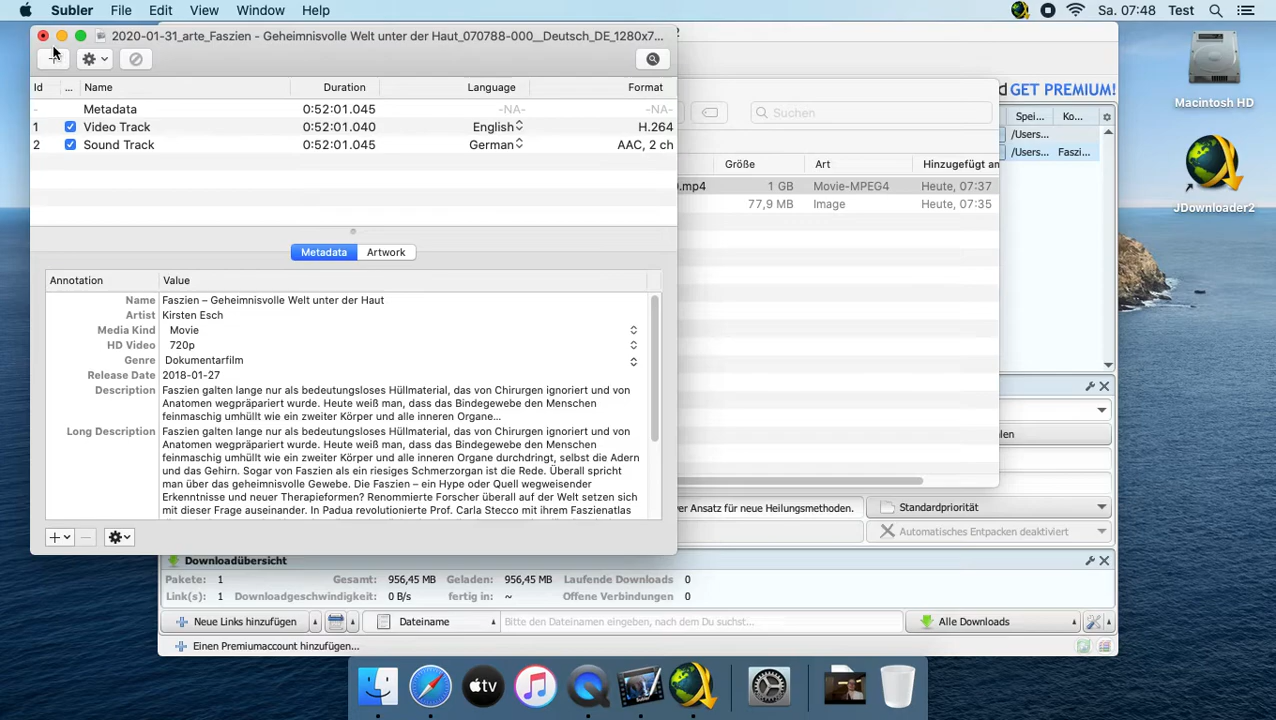 Subler File Edit View Window Help Sa. 07:48 Test
2020-01-31_arte_Faszien - Geheimnisvolle Welt unter der Haut_070788-000__Deutsch_DE_1280x7...
Id ... Name Duration Language Format
- Metadata 0:52:01.045 -NA- -NA-
1 Video Track 0:52:01.040 English H.264
2 Sound Track 0:52:01.045 German AAC, 2 ch
Metadata Artwork
Annotation Value
Name Faszien – Geheimnisvolle Welt unter der Haut
Artist Kirsten Esch
Media Kind Movie
HD Video 720p
Genre Dokumentarfilm
Release Date 2018-01-27
Description Faszien galten lange nur als bedeutungsloses Hüllmaterial, das von Chirurgen ignoriert und von
Anatomen wegpräpariert wurde. Heute weiß man, dass das Bindegewebe den Menschen
feinmaschig umhüllt wie ein zweiter Körper und alle inneren Organe...
Long Description Faszien galten lange nur als bedeutungsloses Hüllmaterial, das von Chirurgen ignoriert und von
Anatomen wegpräpariert wurde. Heute weiß man, dass das Bindegewebe den Menschen
feinmaschig umhüllt wie ein zweiter Körper und alle inneren Organe durchdringt, selbst die Adern
und das Gehirn. Sogar von Faszien als ein riesiges Schmerzorgan ist die Rede. Überall spricht
man über das geheimnisvolle Gewebe. Die Faszien – ein Hype oder Quell wegweisender
Erkenntnisse und neuer Therapieformen? Renommierte Forscher überall auf der Welt setzen sich
mit dieser Frage auseinander. In Padua revolutionierte Prof. Carla Stecco mit ihrem Faszienatlas
Suchen
Größe Art Hinzugefügt am
.mp4 1 GB Movie-MPEG4 Heute, 07:37
77,9 MB Image Heute, 07:35
GET PREMIUM!
Spei... Ko...
/Users...
/Users... Faszi...
Macintosh HD
JDownloader2
er Ansatz für neue Heilungsmethoden.
Standardpriorität
Automatisches Entpacken deaktiviert
Downloadübersicht
Pakete: 1 Gesamt: 956,45 MB Geladen: 956,45 MB Laufende Downloads 0
Link(s): 1 Downloadgeschwindigkeit: 0 B/s fertig in: ~ Offene Verbindungen 0
Neue Links hinzufügen Dateiname Bitte den Dateinamen eingeben, nach dem Du suchst... Alle Downloads
Einen Premiumaccount hinzufügen...
tv